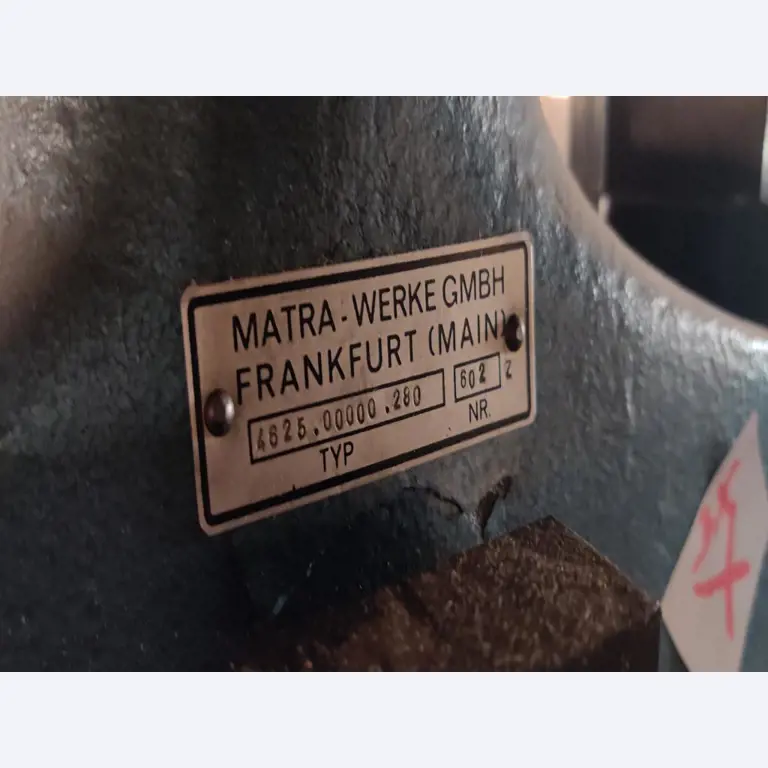 MATRA-WERKE GMBH
FRANKFURT (MAIN)
4625.00000.280 602 Z
TYP NR.